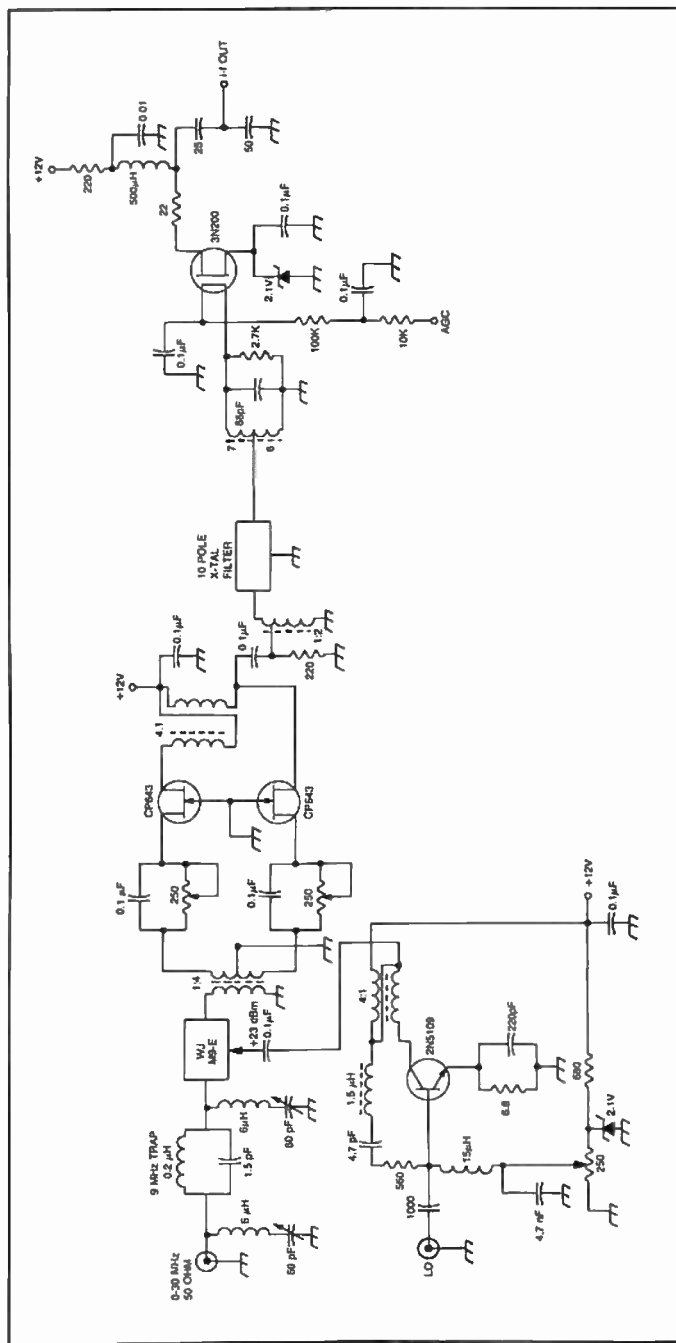 0-30 MHz
50 OHM
9 MHz TRAP
0.2 µH
1.5 pF
6µH
60 pF
6µH
60 pF
WJ
M9-E
+23 dBm
0.1µF
1:4
0.1 µF
250
0.1µF
250
CP643
CP643
4:1
+12V
0.1µF
0.1µF
220
1:2
10 POLE
X-TAL
FILTER
7
6
68pF
2.7K
0.1µF
3N200
2.1V
0.1µF
100K
0.1µF
10K
AGC
22
500µH
220
+12V
0.01
25
50
I-f OUT
LO
1000
560
4.7 pF
1.5 µH
4:1
2N5109
220pF
6.8
15µH
4.7 nF
250
2.1V
680
+12V
0.1µF